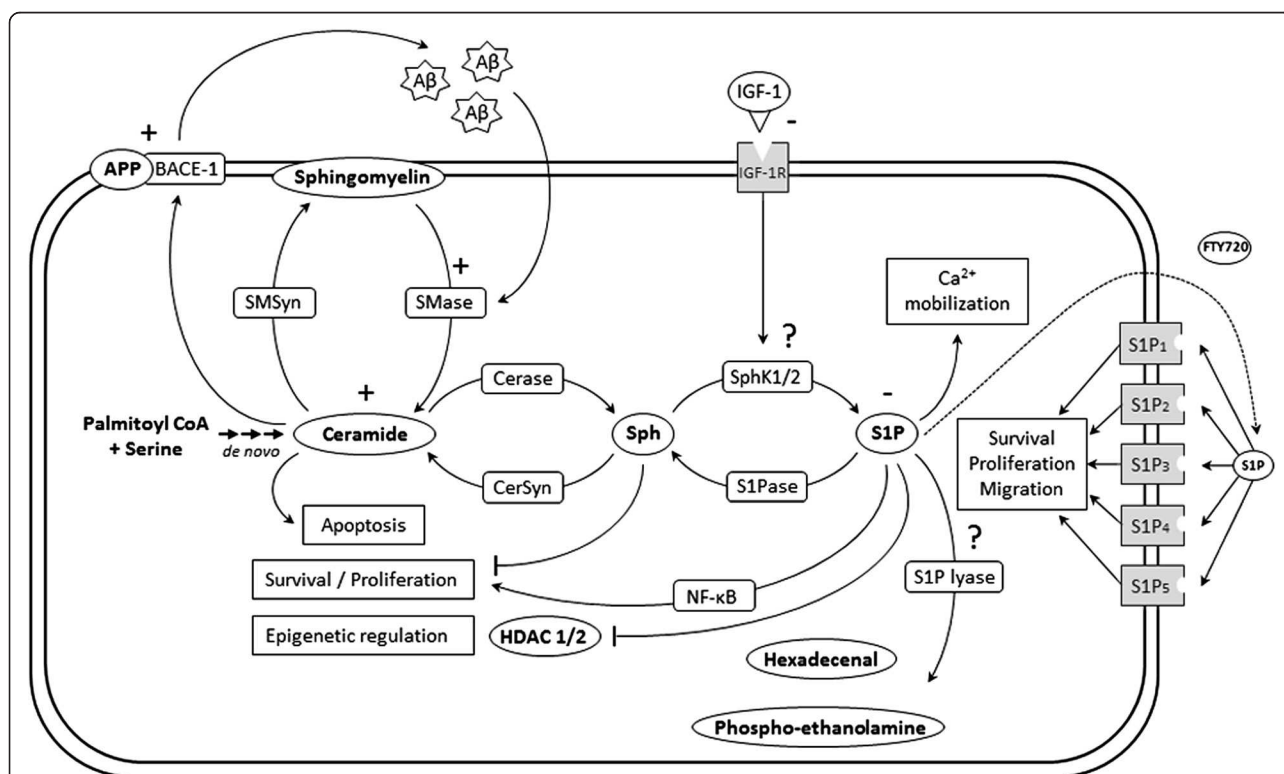 Aβ
Aβ
Aβ
IGF-1
-
+
APP
BACE-1
Sphingomyelin
IGF-1R
FTY720
+
Ca²⁺
mobilization
SMSyn
SMase
?
S1P₁
Cerase
SphK1/2
S1P₂
+
-
Palmitoyl CoA
+ Serine
de novo
Ceramide
Sph
S1P
Survival
Proliferation
Migration
S1P₃
S1P
CerSyn
S1Pase
Apoptosis
S1P₄
?
Survival / Proliferation
NF-κB
S1P lyase
S1P₅
Epigenetic regulation
HDAC 1/2
Hexadecenal
Phospho-ethanolamine